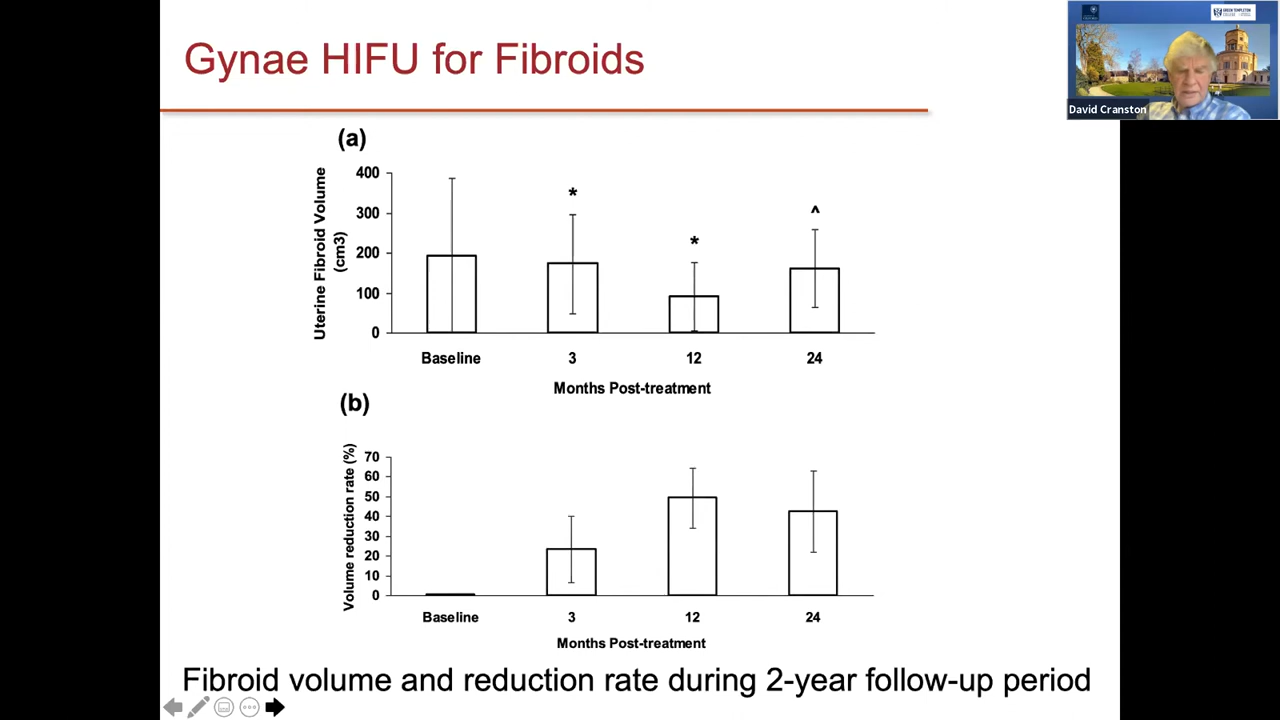 Gynae HIFU for Fibroids
GREEN TEMPLETON
David Cranston
(a)
Uterine Fibroid Volume
(cm3)
400
300
200
100
0
*
*
^
Baseline
3
12
24
Months Post-treatment
(b)
Volume reduction rate (%)
70
60
50
40
30
20
10
0
Baseline
3
12
24
Months Post-treatment
Fibroid volume and reduction rate during 2-year follow-up period